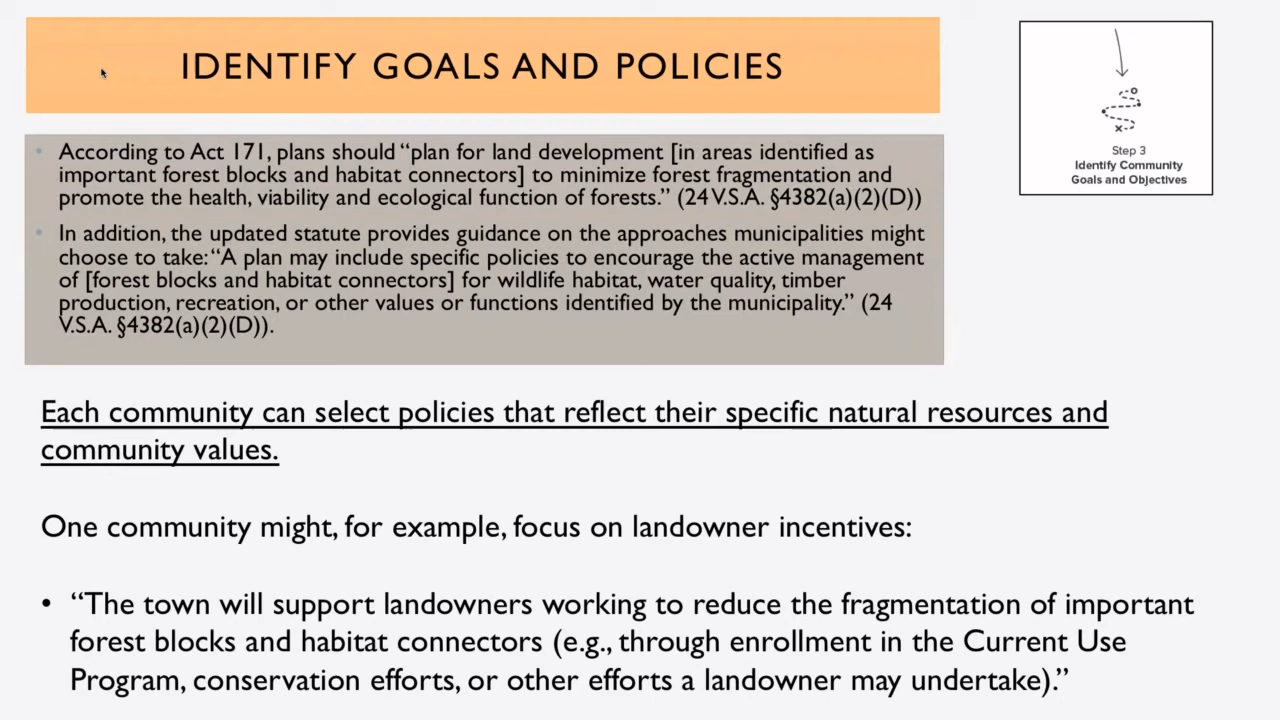 IDENTIFY GOALS AND POLICIES
Step 3
Identify Community
Goals and Objectives
• According to Act 171, plans should “plan for land development [in areas identified as
important forest blocks and habitat connectors] to minimize forest fragmentation and
promote the health, viability and ecological function of forests.” (24 V.S.A. §4382(a)(2)(D))
• In addition, the updated statute provides guidance on the approaches municipalities might
choose to take: “A plan may include specific policies to encourage the active management
of [forest blocks and habitat connectors] for wildlife habitat, water quality, timber
production, recreation, or other values or functions identified by the municipality.” (24
V.S.A. §4382(a)(2)(D)).
Each community can select policies that reflect their specific natural resources and
community values.
One community might, for example, focus on landowner incentives:
• “The town will support landowners working to reduce the fragmentation of important
forest blocks and habitat connectors (e.g., through enrollment in the Current Use
Program, conservation efforts, or other efforts a landowner may undertake).”